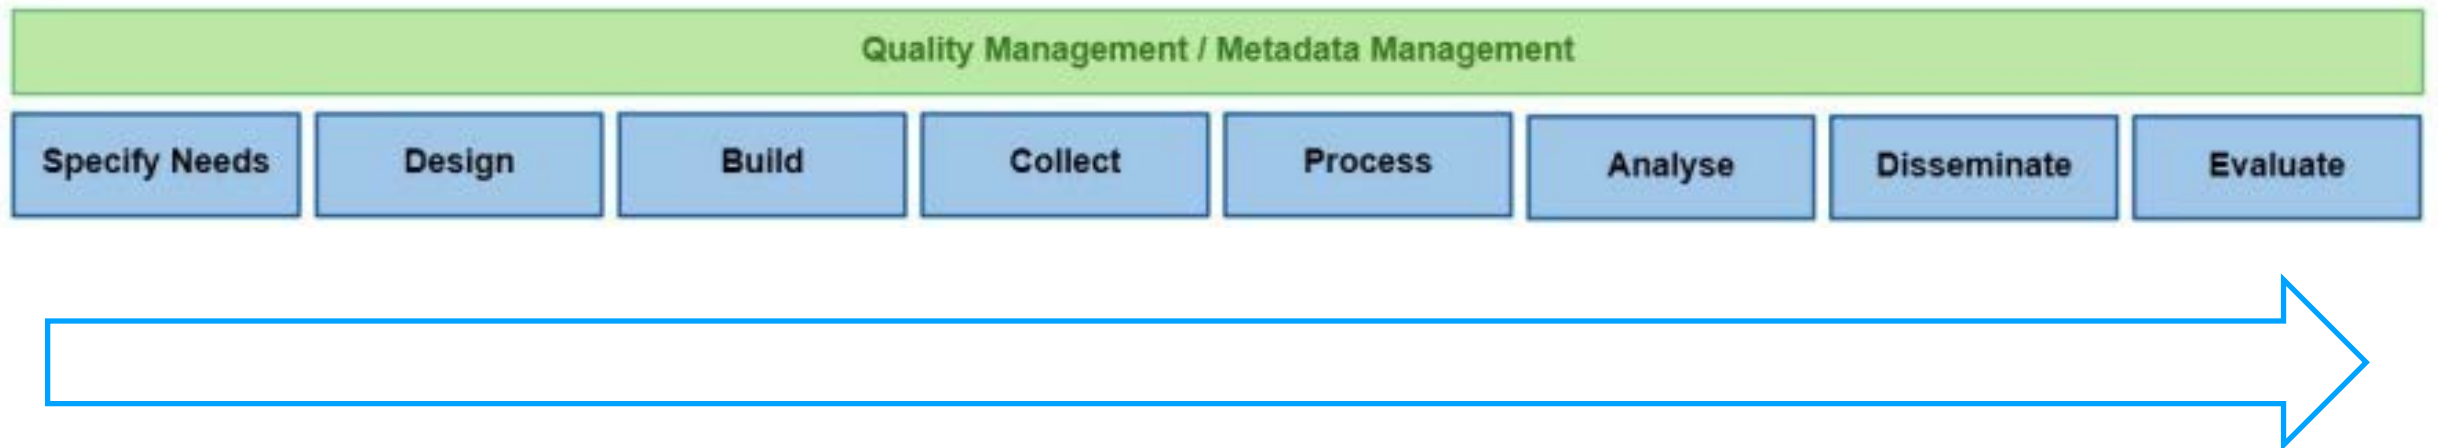 Quality Management / Metadata Management
Specify Needs
Design
Build
Collect
Process
Analyse
Disseminate
Evaluate